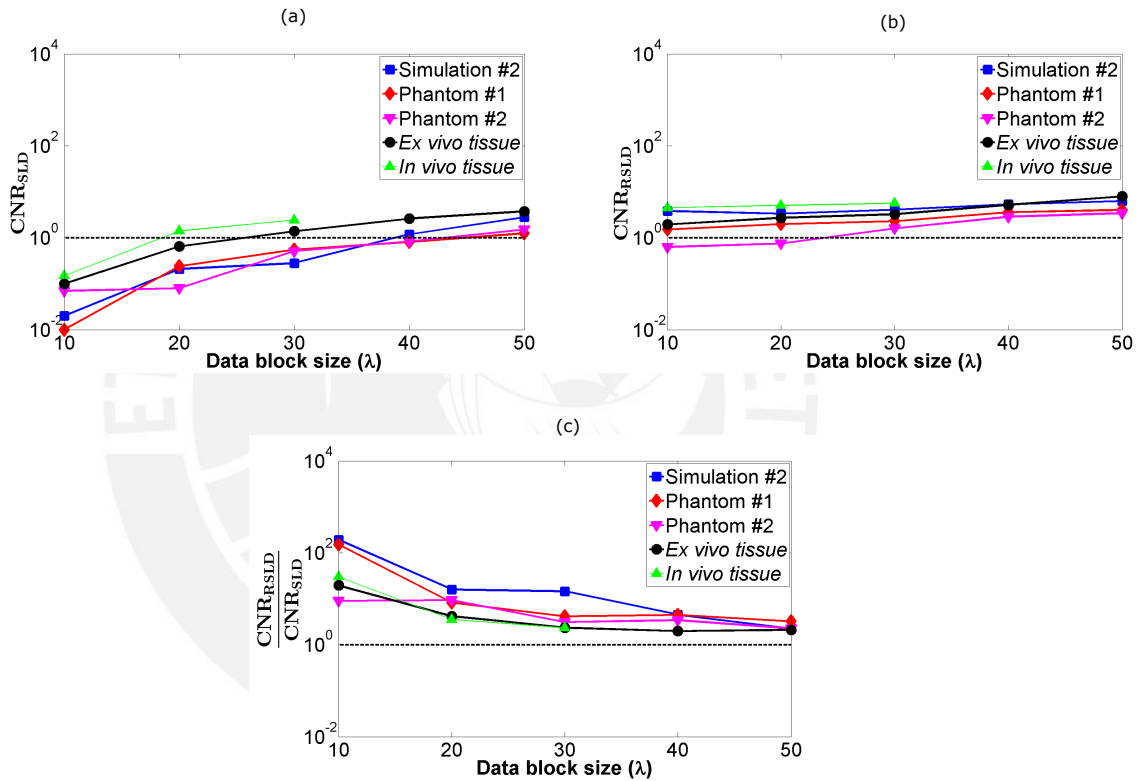 (a)
CNR_SLD
10^4
10^2
10^0
10^-2
10 20 30 40 50
Data block size (λ)
Simulation #2
Phantom #1
Phantom #2
Ex vivo tissue
In vivo tissue
(b)
CNR_RSLD
10^4
10^2
10^0
10^-2
10 20 30 40 50
Data block size (λ)
Simulation #2
Phantom #1
Phantom #2
Ex vivo tissue
In vivo tissue
(c)
CNR_RSLD
CNR_SLD
10^4
10^2
10^0
10^-2
10 20 30 40 50
Data block size (λ)
Simulation #2
Phantom #1
Phantom #2
Ex vivo tissue
In vivo tissue